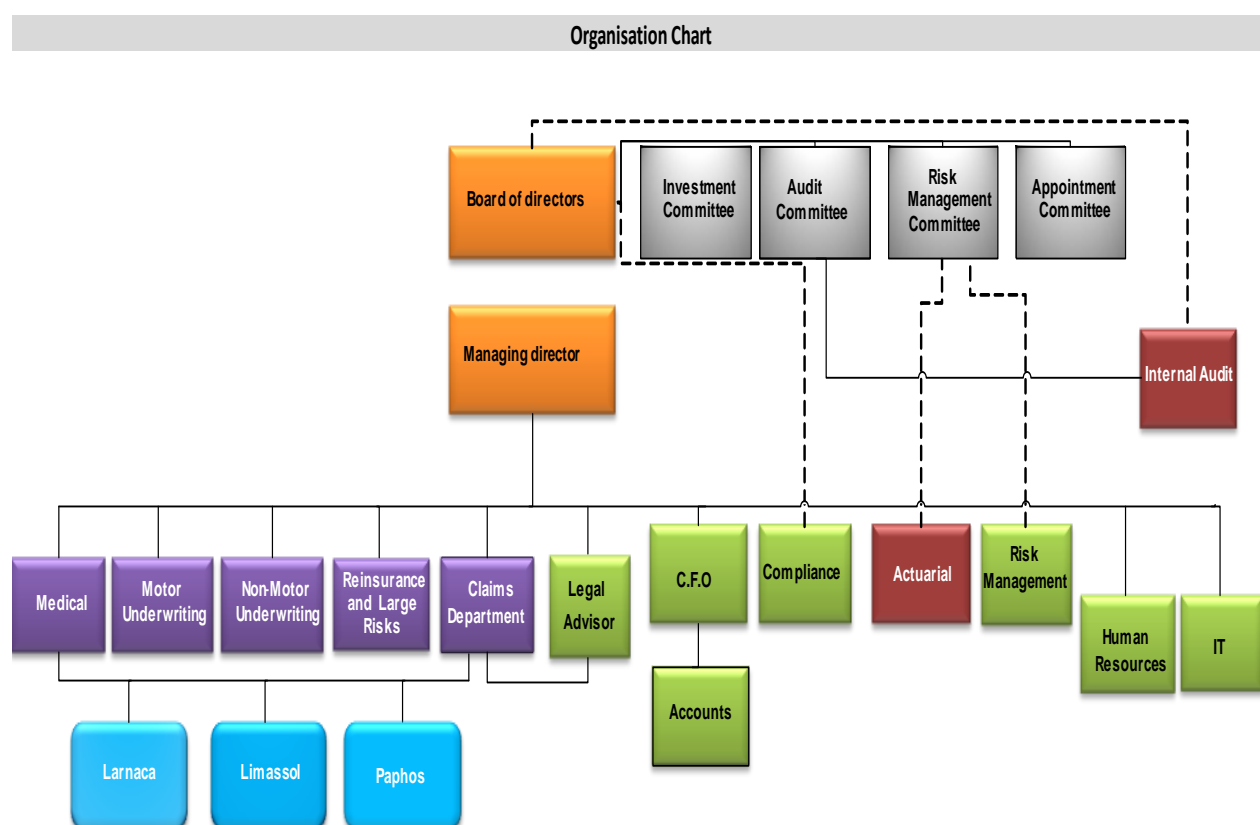 Organisation Chart
Board of directors
Investment
Committee
Audit
Committee
Risk
Management
Committee
Appointment
Committee
Managing director
Internal Audit
Medical
Motor
Underwriting
Non-Motor
Underwriting
Reinsurance
and Large
Risks
Claims
Department
Legal
Advisor
C.F.O
Compliance
Actuarial
Risk
Management
Human
Resources
IT
Accounts
Larnaca
Limassol
Paphos